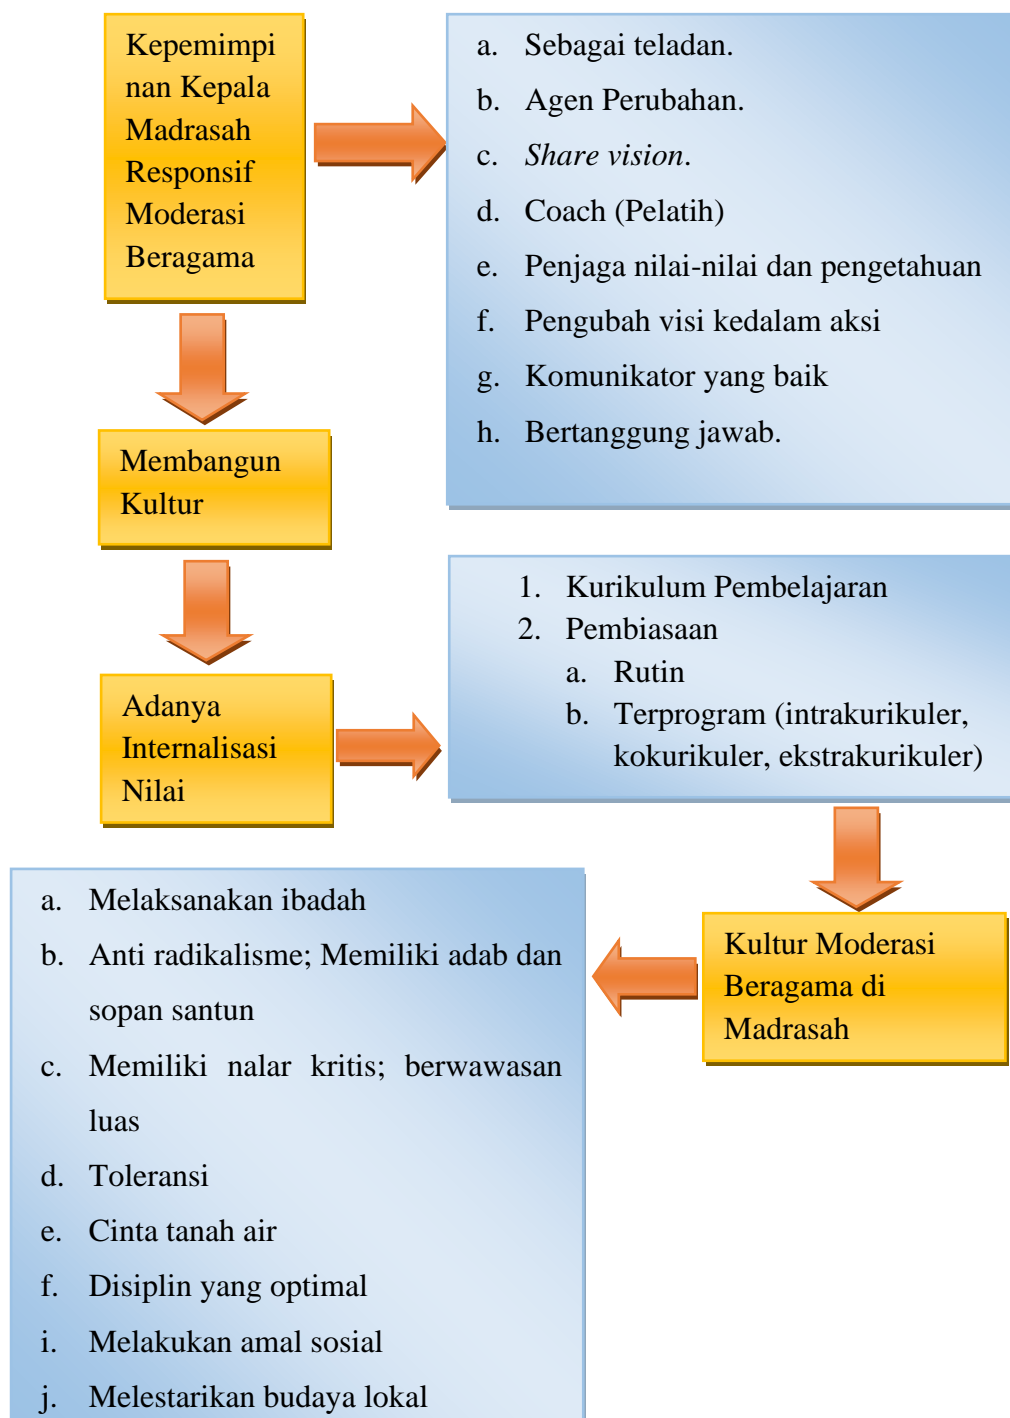 Kepemimpi
nan Kepala
Madrasah
Responsif
Moderasi
Beragama
a. Sebagai teladan.
b. Agen Perubahan.
c. Share vision.
d. Coach (Pelatih)
e. Penjaga nilai-nilai dan pengetahuan
f. Pengubah visi kedalam aksi
g. Komunikator yang baik
h. Bertanggung jawab.
Membangun
Kultur
Adanya
Internalisasi
Nilai
1. Kurikulum Pembelajaran
2. Pembiasaan
a. Rutin
b. Terprogram (intrakurikuler,
kokurikuler, ekstrakurikuler)
Kultur Moderasi
Beragama di
Madrasah
a. Melaksanakan ibadah
b. Anti radikalisme; Memiliki adab dan
sopan santun
c. Memiliki nalar kritis; berwawasan
luas
d. Toleransi
e. Cinta tanah air
f. Disiplin yang optimal
i. Melakukan amal sosial
j. Melestarikan budaya lokal